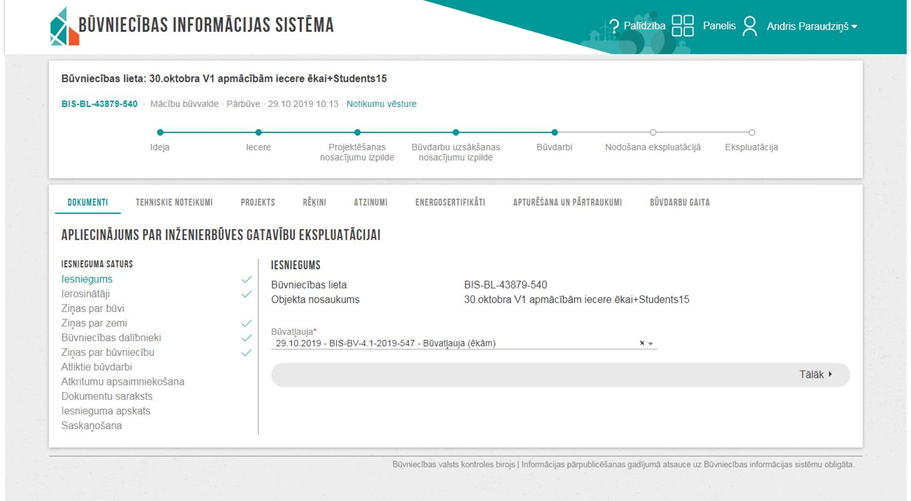 BŪVNIECĪBAS INFORMĀCIJAS SISTĒMA
Palīdzība Panelis Andris Paraudziņš
Būvniecības lieta: 30.oktobra V1 apmācībām iecere ēkai+Students15
BIS-BL-43879-540 · Mācību būvvalde · Pārbūve · 29.10.2019 10:13 · Notikumu vēsture
Ideja
Iecere
Projektēšanas
nosacījumu izpilde
Būvdarbu uzsākšanas
nosacījumu izpilde
Būvdarbi
Nodošana ekspluatācijā
Ekspluatācija
DOKUMENTI TEHNISKIE NOTEIKUMI PROJEKTS RĒĶINI ATZINUMI ENERGOSERTIFIKĀTI APTURĒŠANA UN PĀRTRAUKUMI BŪVDARBU GAITA
APLIECINĀJUMS PAR INŽENIERBŪVES GATAVĪBU EKSPLUATĀCIJAI
IESNIEGUMA SATURS
Iesniegums
Ierosinātāji
Ziņas par būvi
Ziņas par zemi
Būvniecības dalībnieki
Ziņas par būvniecību
Atliktie būvdarbi
Atkritumu apsaimniekošana
Dokumentu saraksts
Iesnieguma apskats
Saskaņošana
IESNIEGUMS
Būvniecības lieta BIS-BL-43879-540
Objekta nosaukums 30.oktobra V1 apmācībām iecere ēkai+Students15
Būvatļauja*
29.10.2019 - BIS-BV-4.1-2019-547 - Būvatļauja (ēkām)
Tālāk
Būvniecības valsts kontroles birojs | Informācijas pārpublicēšanas gadījumā atsauce uz Būvniecības informācijas sistēmu obligāta.